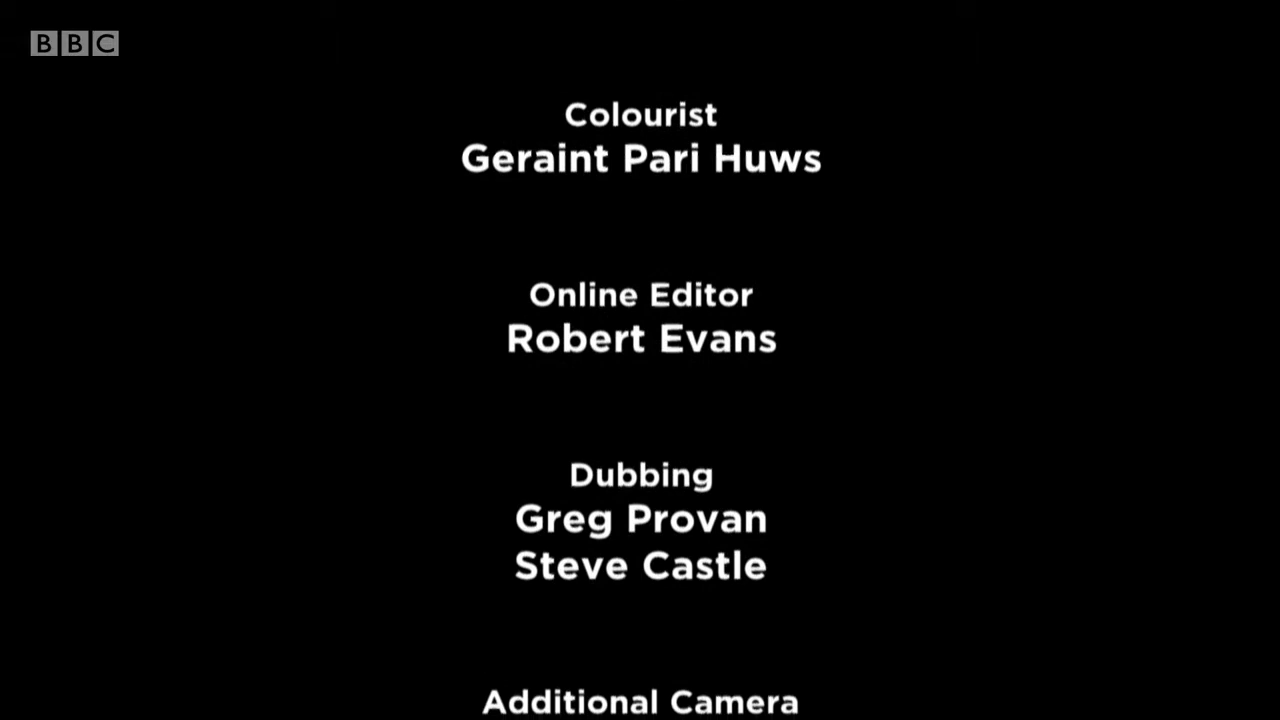 BBC
Colourist
Geraint Pari Huws
Online Editor
Robert Evans
Dubbing
Greg Provan
Steve Castle
Additional Camera